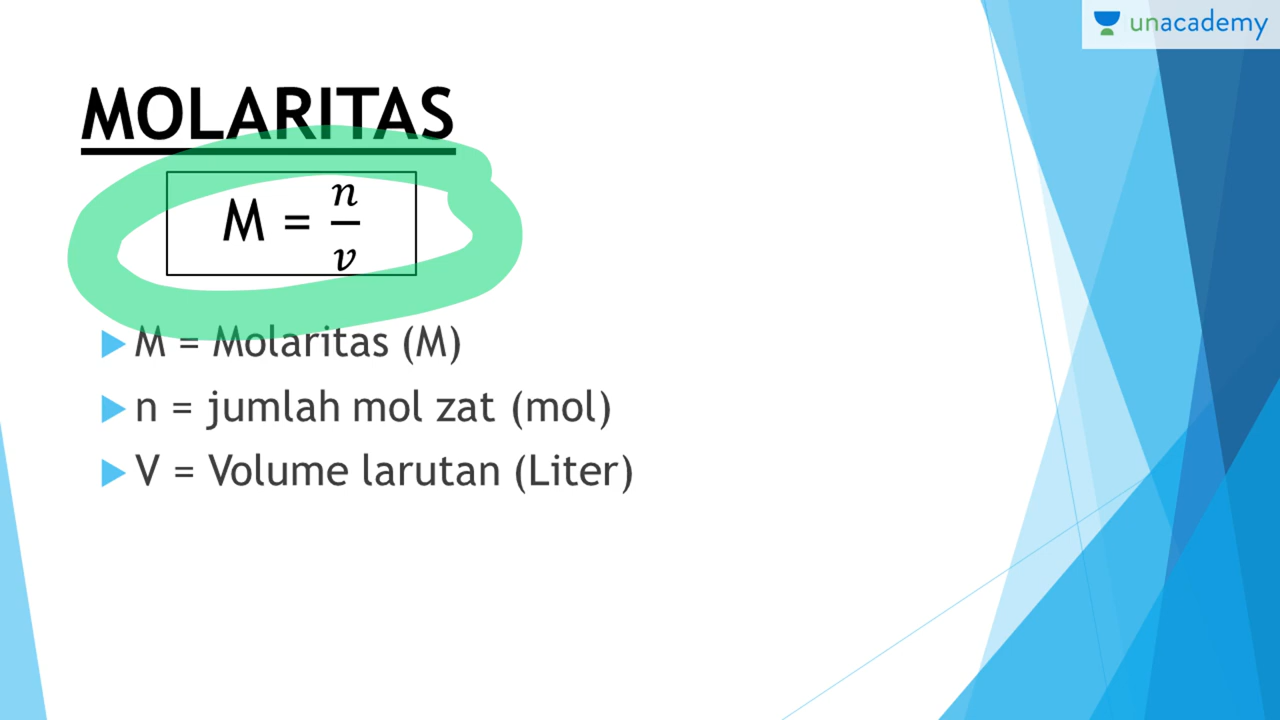 unacademy
MOLARITAS
M = n/v
M = Molaritas (M)
n = jumlah mol zat (mol)
V = Volume larutan (Liter)